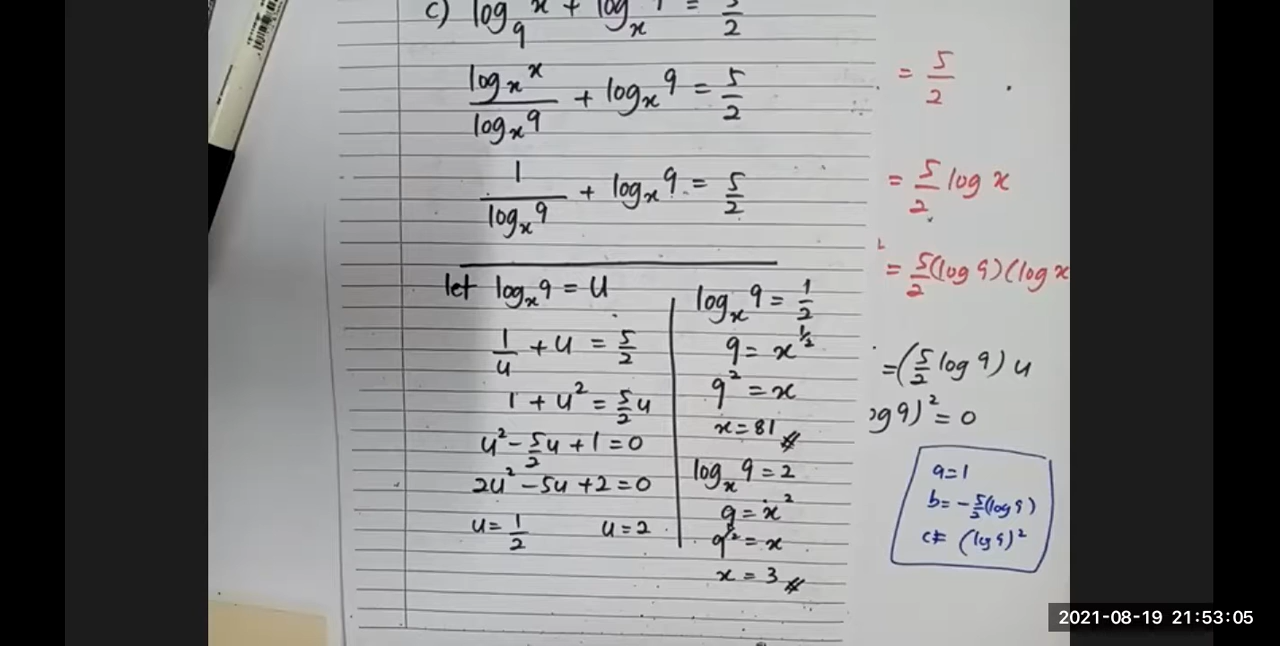 c) log₉ x + logₓ 9 = 5/2
logₓ x / logₓ 9 + logₓ 9 = 5/2
1 / logₓ 9 + logₓ 9 = 5/2
let logₓ 9 = u
1/u + u = 5/2
1 + u² = 5/2 u
u² - 5/2 u + 1 = 0
2u² - 5u + 2 = 0
u = 1/2 u = 2
logₓ 9 = 1/2
9 = x^½
9² = x
x = 81
logₓ 9 = 2
9 = x²
9^½ = x
x = 3
= 5/2
= 5/2 log x
= 5/2 (log 9)(log x
= (5/2 log 9) u
og 9)² = 0
a = 1
b = - 5/2 (log 9)
c = (log 9)²
2021-08-19 21:53:05